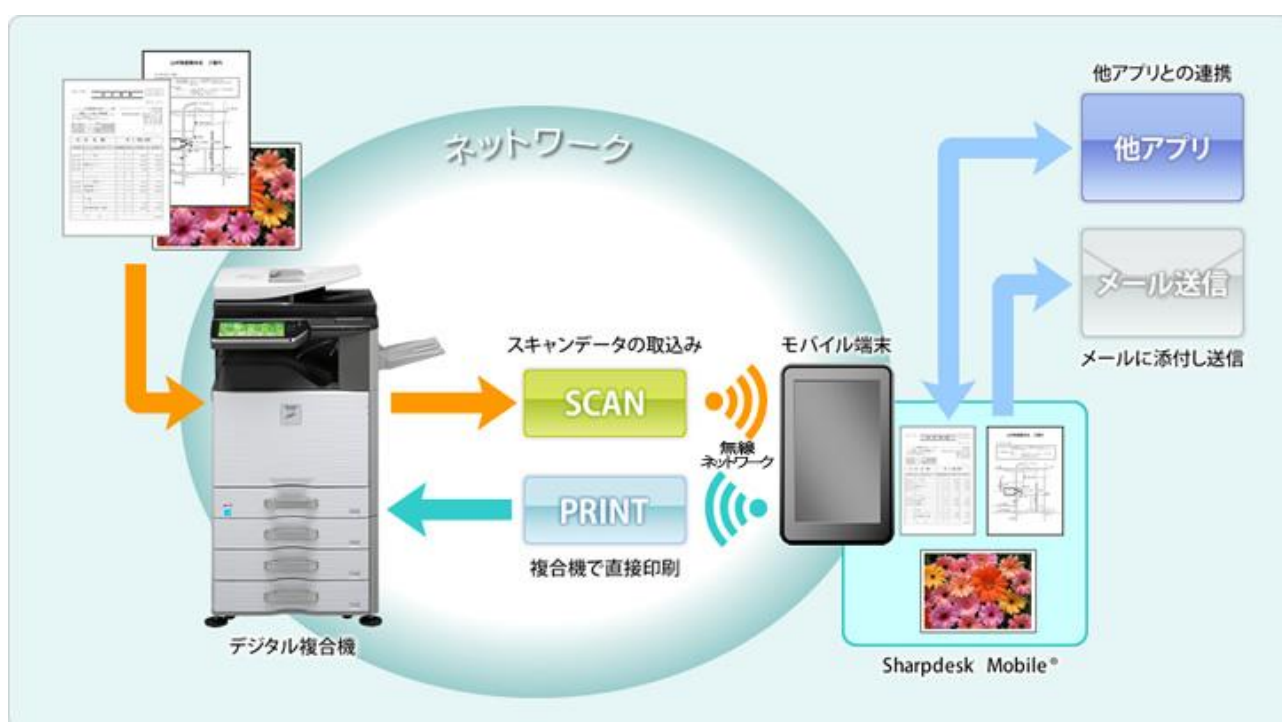 ネットワーク
他アプリとの連携
他アプリ
メール送信
メールに添付し送信
スキャンデータの取込み
SCAN
モバイル端末
無線
ネットワーク
PRINT
複合機で直接印刷
デジタル複合機
Sharpdesk Mobile®